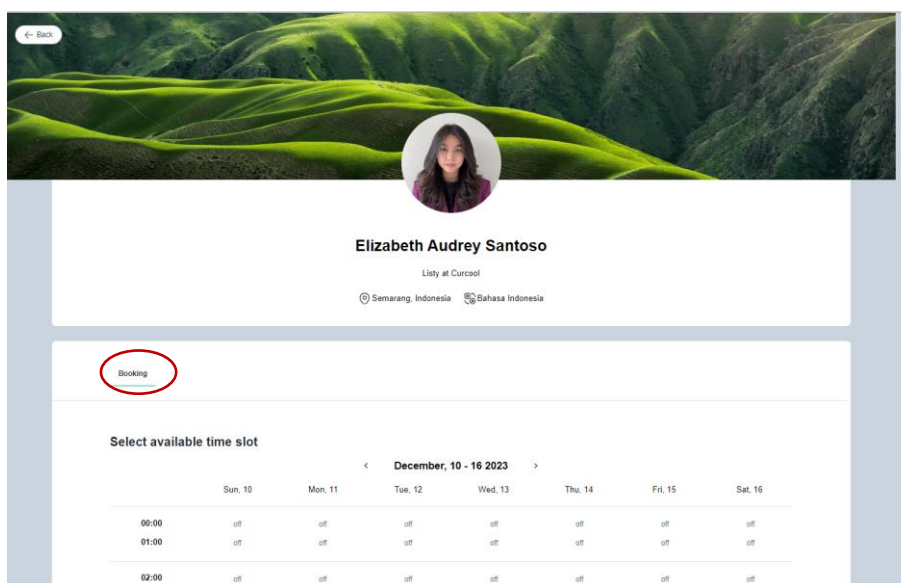 ← Back
Elizabeth Audrey Santoso
Listy at Curcool
Semarang, Indonesia Bahasa Indonesia
Booking
Select available time slot
‹ December, 10 - 16 2023 ›
Sun, 10 Mon, 11 Tue, 12 Wed, 13 Thu, 14 Fri, 15 Sat, 16
00:00 off off off off off off off
01:00 off off off off off off off
02:00 off off off off off off off